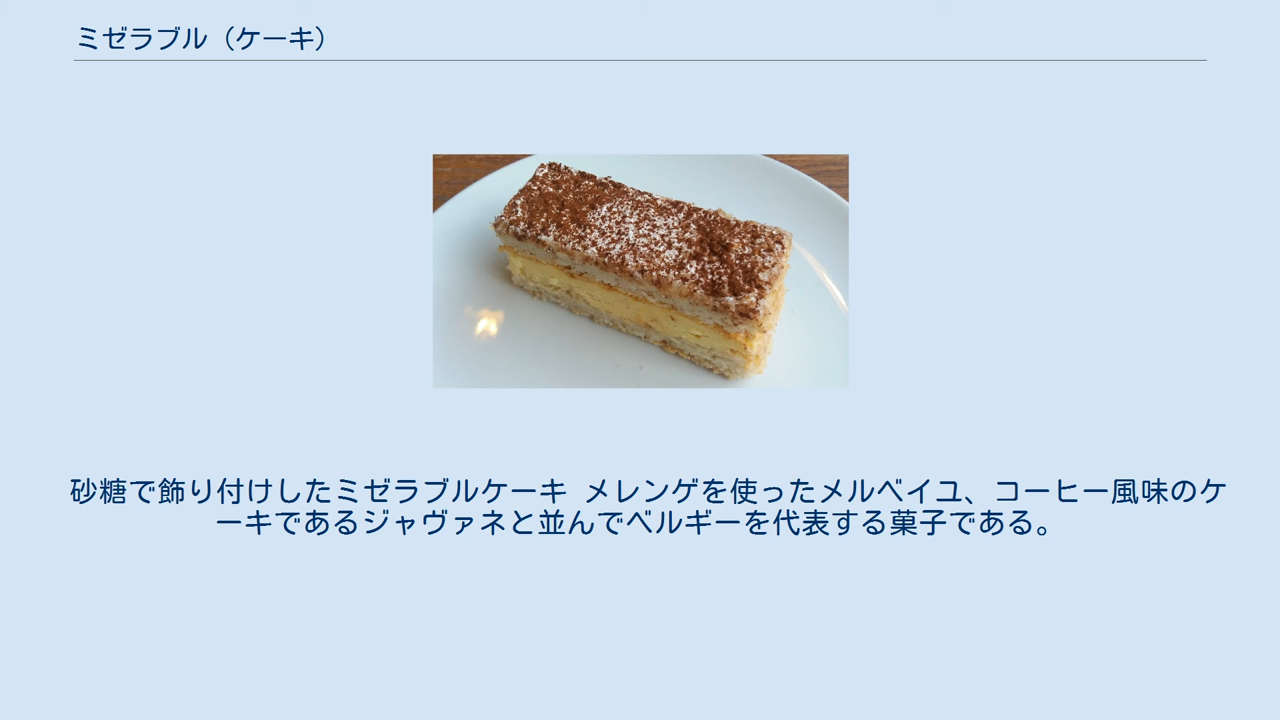 ミゼラブル（ケーキ）
砂糖で飾り付けしたミゼラブルケーキ メレンゲを使ったメルベイユ、コーヒー風味のケ
ーキであるジャヴァネと並んでベルギーを代表する菓子である。